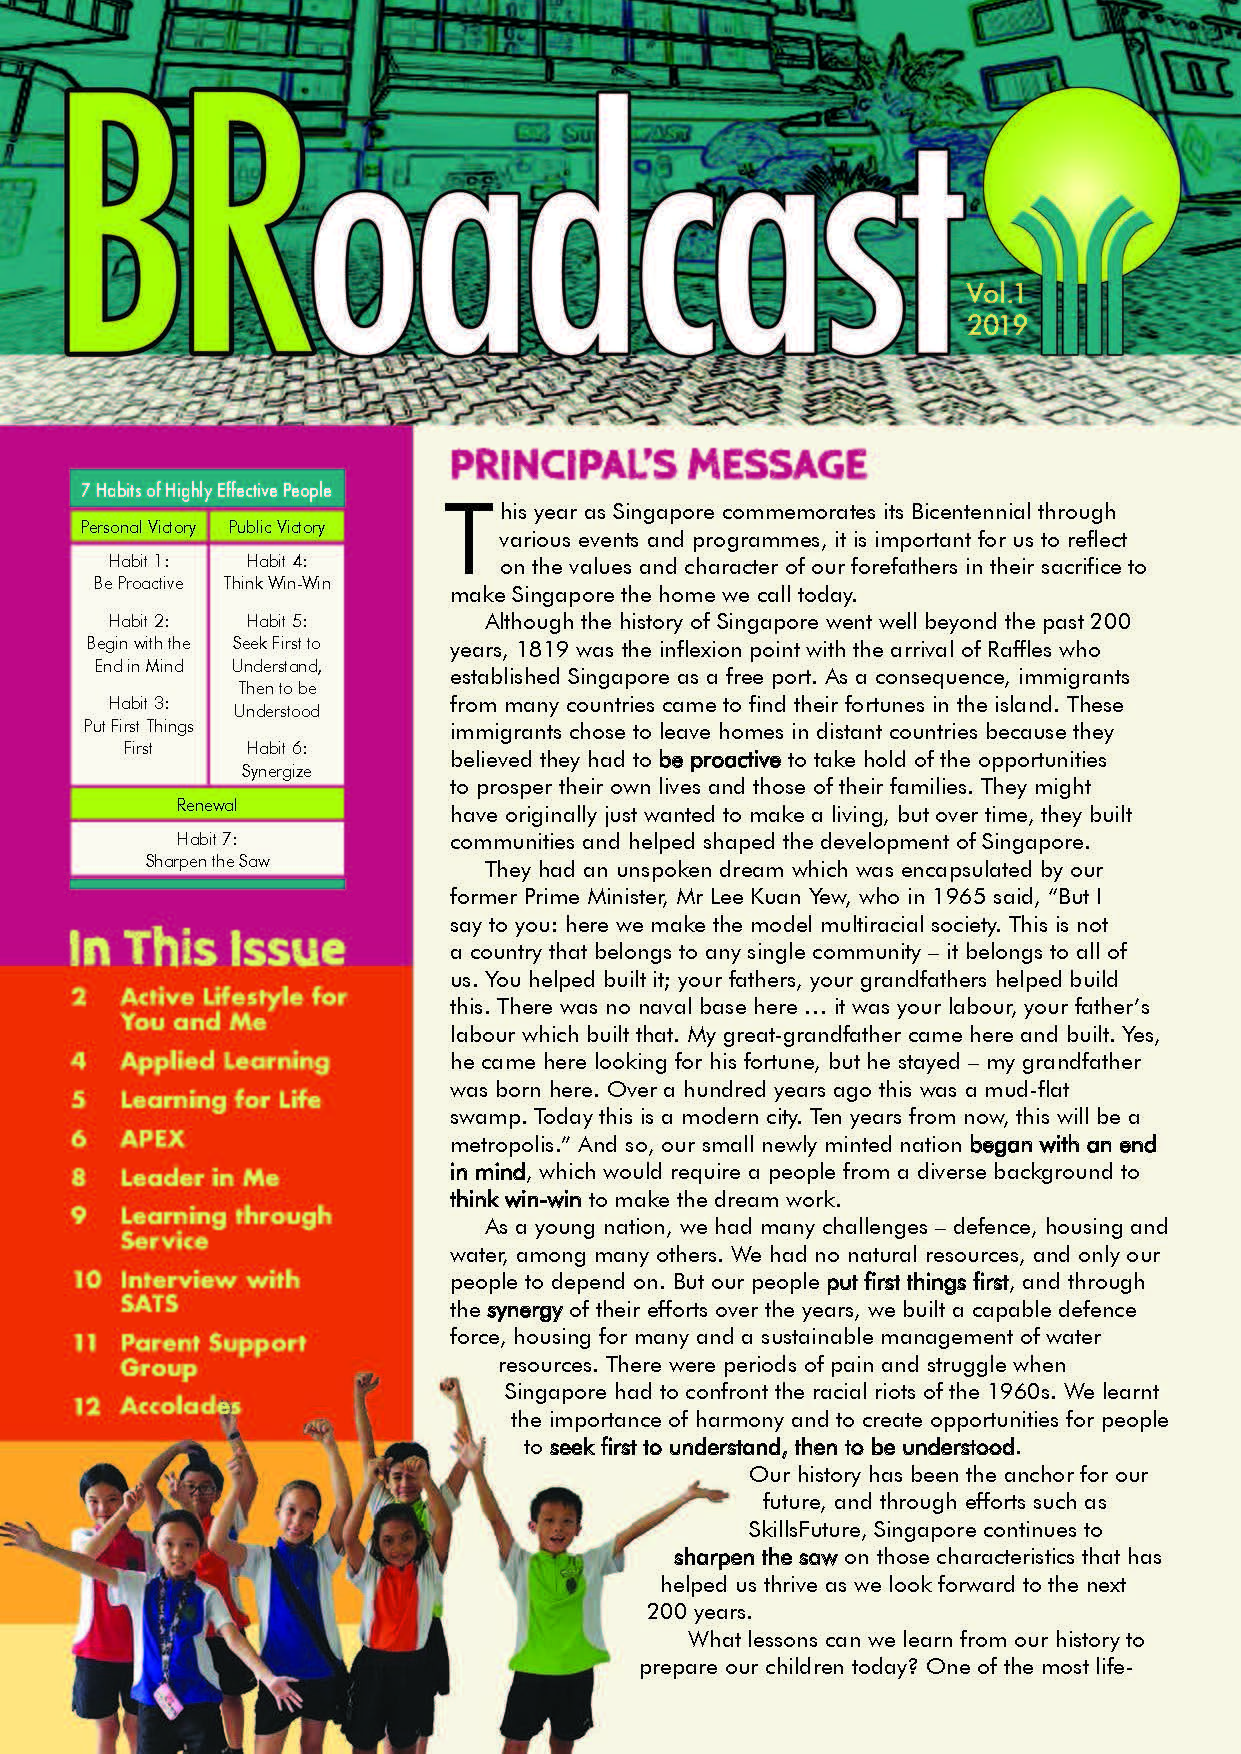 BRoadcast
Vol.1
2019
7 Habits of Highly Effective People
Personal Victory
Habit 1:
Be Proactive
Habit 2:
Begin with the
End in Mind
Habit 3:
Put First Things
First
Public Victory
Habit 4:
Think Win-Win
Habit 5:
Seek First to
Understand,
Then to be
Understood
Habit 6:
Synergize
Renewal
Habit 7:
Sharpen the Saw
In This Issue
2 Active Lifestyle for
You and Me
4 Applied Learning
5 Learning for Life
6 APEX
8 Leader in Me
9 Learning through
Service
10 Interview with
SATS
11 Parent Support
Group
12 Accolades
PRINCIPAL'S MESSAGE
This year as Singapore commemorates its Bicentennial through
various events and programmes, it is important for us to reflect
on the values and character of our forefathers in their sacrifice to
make Singapore the home we call today.
Although the history of Singapore went well beyond the past 200
years, 1819 was the inflexion point with the arrival of Raffles who
established Singapore as a free port. As a consequence, immigrants
from many countries came to find their fortunes in the island. These
immigrants chose to leave homes in distant countries because they
believed they had to be proactive to take hold of the opportunities
to prosper their own lives and those of their families. They might
have originally just wanted to make a living, but over time, they built
communities and helped shaped the development of Singapore.
They had an unspoken dream which was encapsulated by our
former Prime Minister, Mr Lee Kuan Yew, who in 1965 said, “But I
say to you: here we make the model multiracial society. This is not
a country that belongs to any single community – it belongs to all of
us. You helped built it; your fathers, your grandfathers helped build
this. There was no naval base here … it was your labour, your father's
labour which built that. My great-grandfather came here and built. Yes,
he came here looking for his fortune, but he stayed – my grandfather
was born here. Over a hundred years ago this was a mud-flat
swamp. Today this is a modern city. Ten years from now, this will be a
metropolis.” And so, our small newly minted nation began with an end
in mind, which would require a people from a diverse background to
think win-win to make the dream work.
As a young nation, we had many challenges – defence, housing and
water, among many others. We had no natural resources, and only our
people to depend on. But our people put first things first, and through
the synergy of their efforts over the years, we built a capable defence
force, housing for many and a sustainable management of water
resources. There were periods of pain and struggle when
Singapore had to confront the racial riots of the 1960s. We learnt
the importance of harmony and to create opportunities for people
to seek first to understand, then to be understood.
Our history has been the anchor for our
future, and through efforts such as
SkillsFuture, Singapore continues to
sharpen the saw on those characteristics that has
helped us thrive as we look forward to the next
200 years.
What lessons can we learn from our history to
prepare our children today? One of the most life-